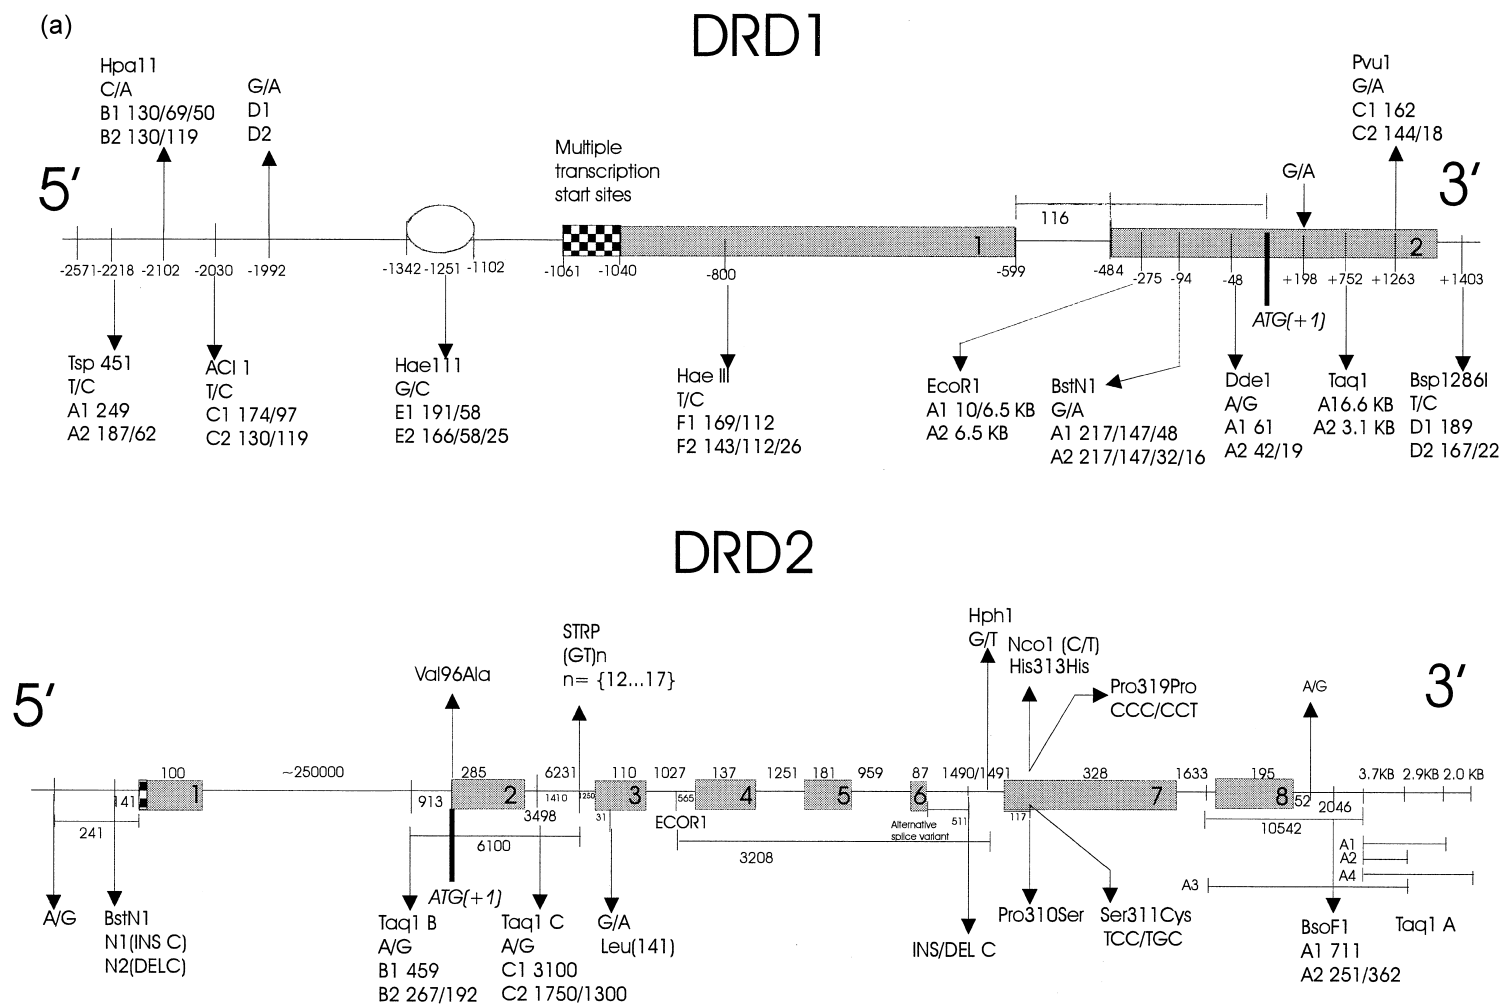 (a)
DRD1
Hpa11
C/A
B1 130/69/50
B2 130/119
G/A
D1
D2
Multiple
transcription
start sites
Pvu1
G/A
C1 162
C2 144/18
G/A
5'
3'
116
1
2
-2571
-2218
-2102
-2030
-1992
-1342
-1251
-1102
-1061
-1040
-800
-599
-484
-275
-94
-48
+198
+752
+1263
+1403
ATG(+1)
Tsp 451
T/C
A1 249
A2 187/62
ACI 1
T/C
C1 174/97
C2 130/119
Hae111
G/C
E1 191/58
E2 166/58/25
Hae III
T/C
F1 169/112
F2 143/112/26
EcoR1
A1 10/6.5 KB
A2 6.5 KB
BstN1
G/A
A1 217/147/48
A2 217/147/32/16
Dde1
A/G
A1 61
A2 42/19
Taq1
A16.6 KB
A2 3.1 KB
Bsp1286I
T/C
D1 189
D2 167/22
DRD2
Val96Ala
STRP
(GT)n
n= {12...17}
Hph1
G/T
Nco1 (C/T)
His313His
Pro319Pro
CCC/CCT
A/G
5'
3'
100
~250000
285
6231
110
1027
137
1251
181
959
87
1490/1491
328
1633
195
3.7KB
2.9KB
2.0 KB
141
1
913
2
1410
1250
3
565
4
5
6
7
8
52
2046
241
3498
31
ECOR1
Alternative
splice variant
511
117
10542
6100
3208
A1
A2
A4
A3
ATG(+1)
A/G
BstN1
N1(INS C)
N2(DELC)
Taq1 B
A/G
B1 459
B2 267/192
Taq1 C
A/G
C1 3100
C2 1750/1300
G/A
Leu(141)
INS/DEL C
Pro310Ser
Ser311Cys
TCC/TGC
BsoF1
A1 711
A2 251/362
Taq1 A